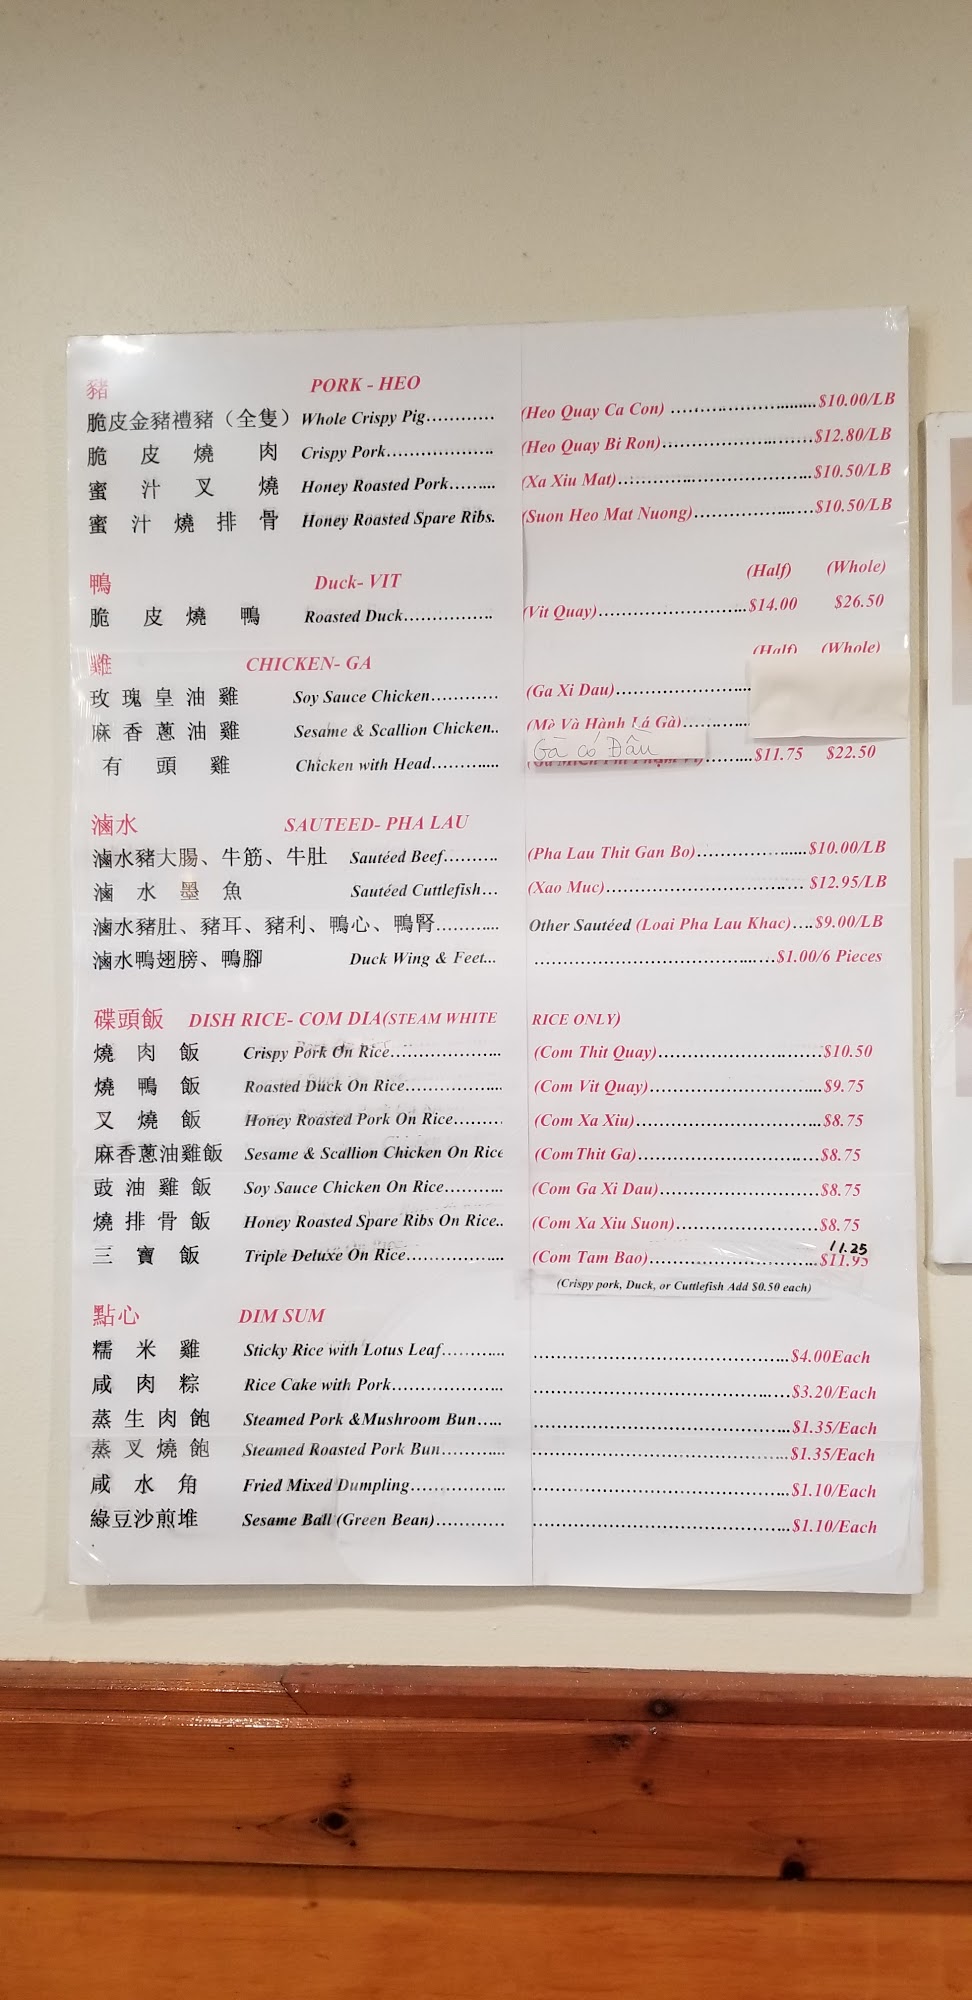 豬 PORK - HEO
脆皮金豬禮豬（全隻）Whole Crispy Pig............ (Heo Quay Ca Con) ..............................$10.00/LB
脆皮燒肉 Crispy Pork.................... (Heo Quay Bi Ron)..............................$12.80/LB
蜜汁叉燒 Honey Roasted Pork......... (Xa Xiu Mat)....................................$10.50/LB
蜜汁燒排骨 Honey Roasted Spare Ribs. (Suon Heo Mat Nuong)........................$10.50/LB
(Half) (Whole)
鴨 Duck- VIT
脆皮燒鴨 Roasted Duck................ (Vit Quay)..............................$14.00 $26.50
(Half) (Whole)
雞 CHICKEN- GA
玫瑰皇油雞 Soy Sauce Chicken............ (Ga Xi Dau)...........................
麻香蔥油雞 Sesame & Scallion Chicken.. (Mè Và Hành Lá Gà).............
Gà có Đầu
有頭雞 Chicken with Head............ .........$11.75 $22.50
滷水 SAUTEED- PHA LAU
滷水豬大腸、牛筋、牛肚 Sautéed Beef.......... (Pha Lau Thit Gan Bo).......................$10.00/LB
滷水墨魚 Sautéed Cuttlefish... (Xao Muc)....................................... $12.95/LB
滷水豬肚、豬耳、豬利、鴨心、鴨腎............ Other Sautéed (Loai Pha Lau Khac)....$9.00/LB
滷水鴨翅膀、鴨腳 Duck Wing & Feet... ................................................$1.00/6 Pieces
碟頭飯 DISH RICE- COM DIA(STEAM WHITE RICE ONLY)
燒肉飯 Crispy Pork On Rice.................... (Com Thit Quay)................................$10.50
燒鴨飯 Roasted Duck On Rice................. (Com Vit Quay)..................................$9.75
叉燒飯 Honey Roasted Pork On Rice......... (Com Xa Xiu).....................................$8.75
麻香蔥油雞飯 Sesame & Scallion Chicken On Rice (Com Thit Ga)....................................$8.75
豉油雞飯 Soy Sauce Chicken On Rice........... (Com Ga Xi Dau)................................$8.75
燒排骨飯 Honey Roasted Spare Ribs On Rice.. (Com Xa Xiu Suon).............................$8.75
11.25
三寶飯 Triple Deluxe On Rice................. (Com Tam Bao)..................................$11.95
(Crispy pork, Duck, or Cuttlefish Add $0.50 each)
點心 DIM SUM
糯米雞 Sticky Rice with Lotus Leaf............ ...................................................$4.00Each
咸肉粽 Rice Cake with Pork.................... ...................................................$3.20/Each
蒸生肉飽 Steamed Pork &Mushroom Bun..... ...................................................$1.35/Each
蒸叉燒飽 Steamed Roasted Pork Bun........... ...................................................$1.35/Each
咸水角 Fried Mixed Dumpling................. ...................................................$1.10/Each
綠豆沙煎堆 Sesame Ball (Green Bean)............ ...................................................$1.10/Each